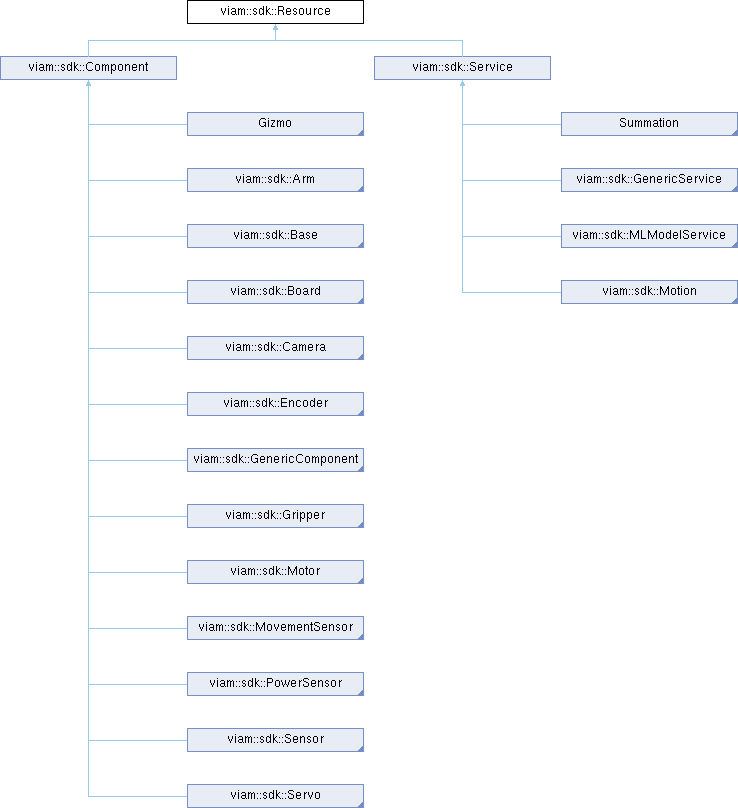 viam::sdk::Resource
viam::sdk::Component
viam::sdk::Service
Gizmo
Summation
viam::sdk::Arm
viam::sdk::GenericService
viam::sdk::Base
viam::sdk::MLModelService
viam::sdk::Board
viam::sdk::Motion
viam::sdk::Camera
viam::sdk::Encoder
viam::sdk::GenericComponent
viam::sdk::Gripper
viam::sdk::Motor
viam::sdk::MovementSensor
viam::sdk::PowerSensor
viam::sdk::Sensor
viam::sdk::Servo